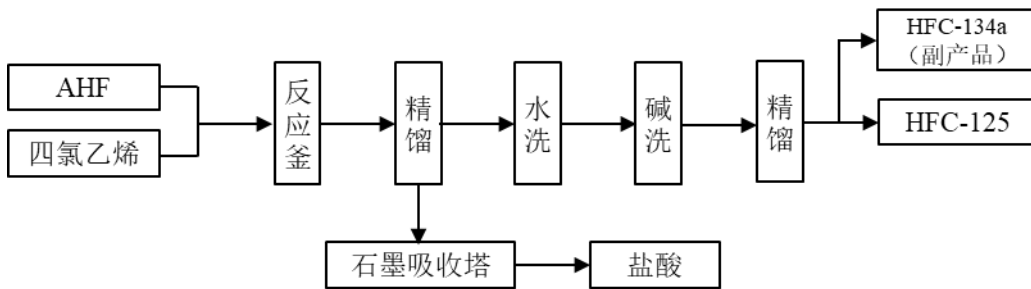 AHF
四氯乙烯
反应釜
精馏
水洗
碱洗
精馏
HFC-134a
（副产品）
HFC-125
石墨吸收塔
盐酸